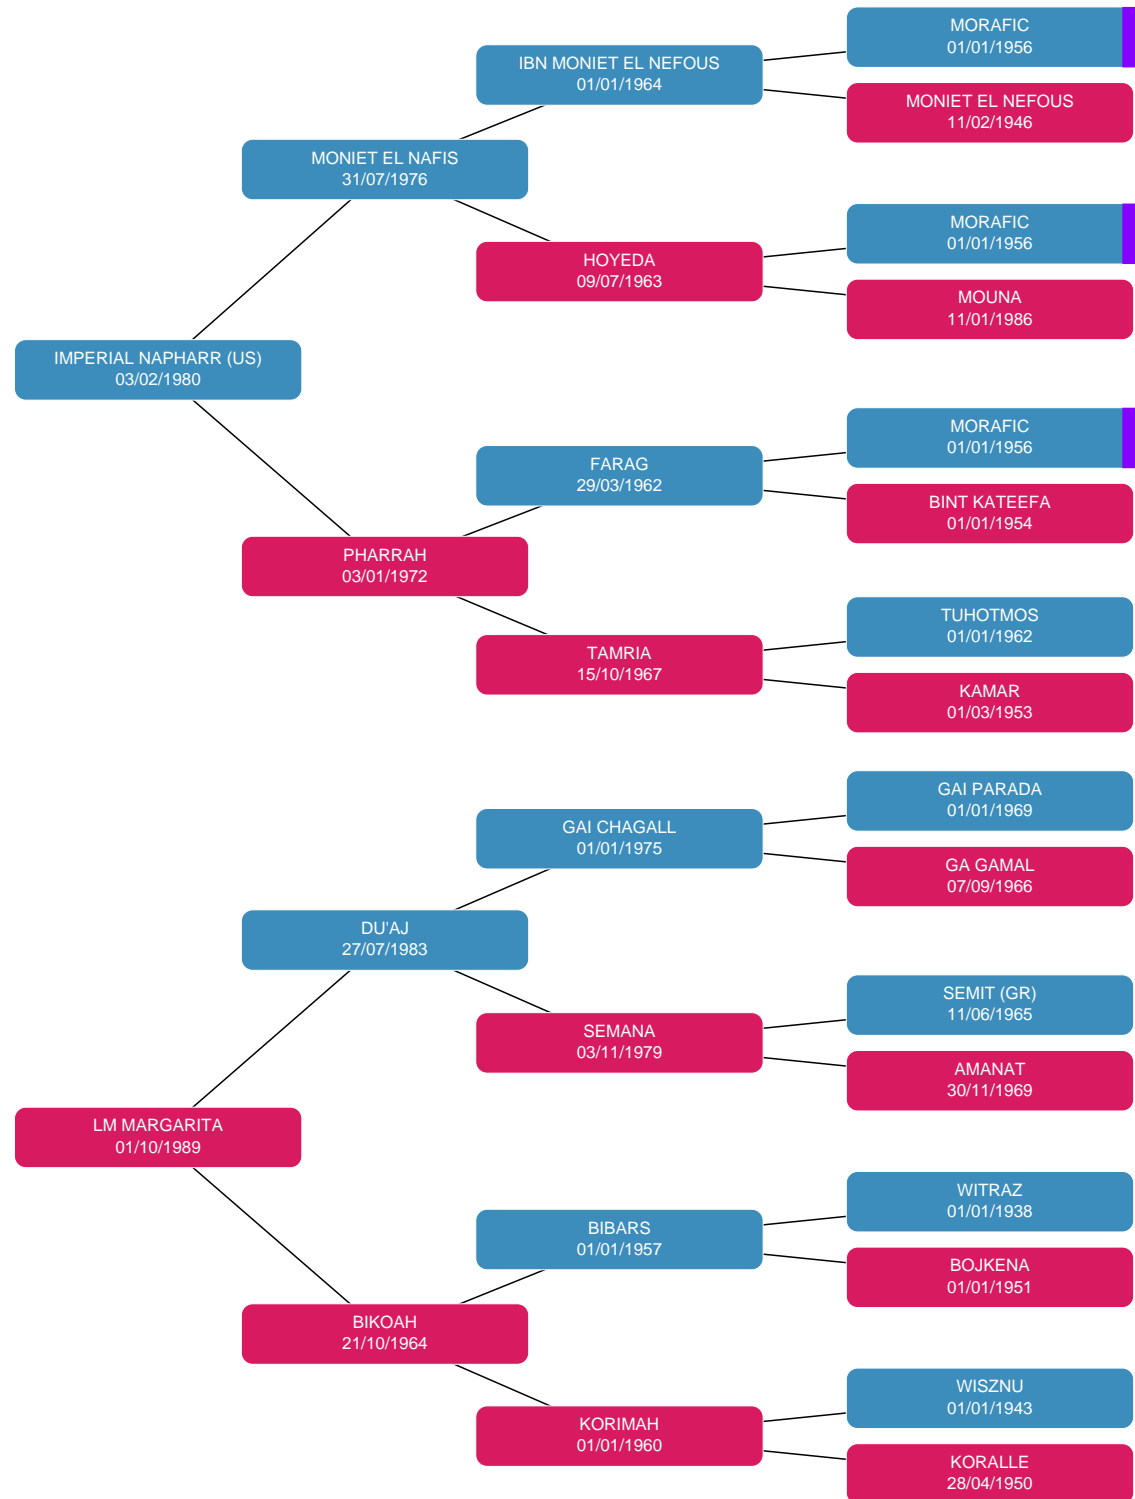 MORAFIC
01/01/1956
IBN MONIET EL NEFOUS
01/01/1964
MONIET EL NEFOUS
11/02/1946
MONIET EL NAFIS
31/07/1976
MORAFIC
01/01/1956
HOYEDA
09/07/1963
MOUNA
11/01/1986
IMPERIAL NAPHARR (US)
03/02/1980
MORAFIC
01/01/1956
FARAG
29/03/1962
BINT KATEEFA
01/01/1954
PHARRAH
03/01/1972
TUHOTMOS
01/01/1962
TAMRIA
15/10/1967
KAMAR
01/03/1953
GAI PARADA
01/01/1969
GAI CHAGALL
01/01/1975
GA GAMAL
07/09/1966
DU'AJ
27/07/1983
SEMIT (GR)
11/06/1965
SEMANA
03/11/1979
AMANAT
30/11/1969
LM MARGARITA
01/10/1989
WITRAZ
01/01/1938
BIBARS
01/01/1957
BOJKENA
01/01/1951
BIKOAH
21/10/1964
WISZNU
01/01/1943
KORIMAH
01/01/1960
KORALLE
28/04/1950